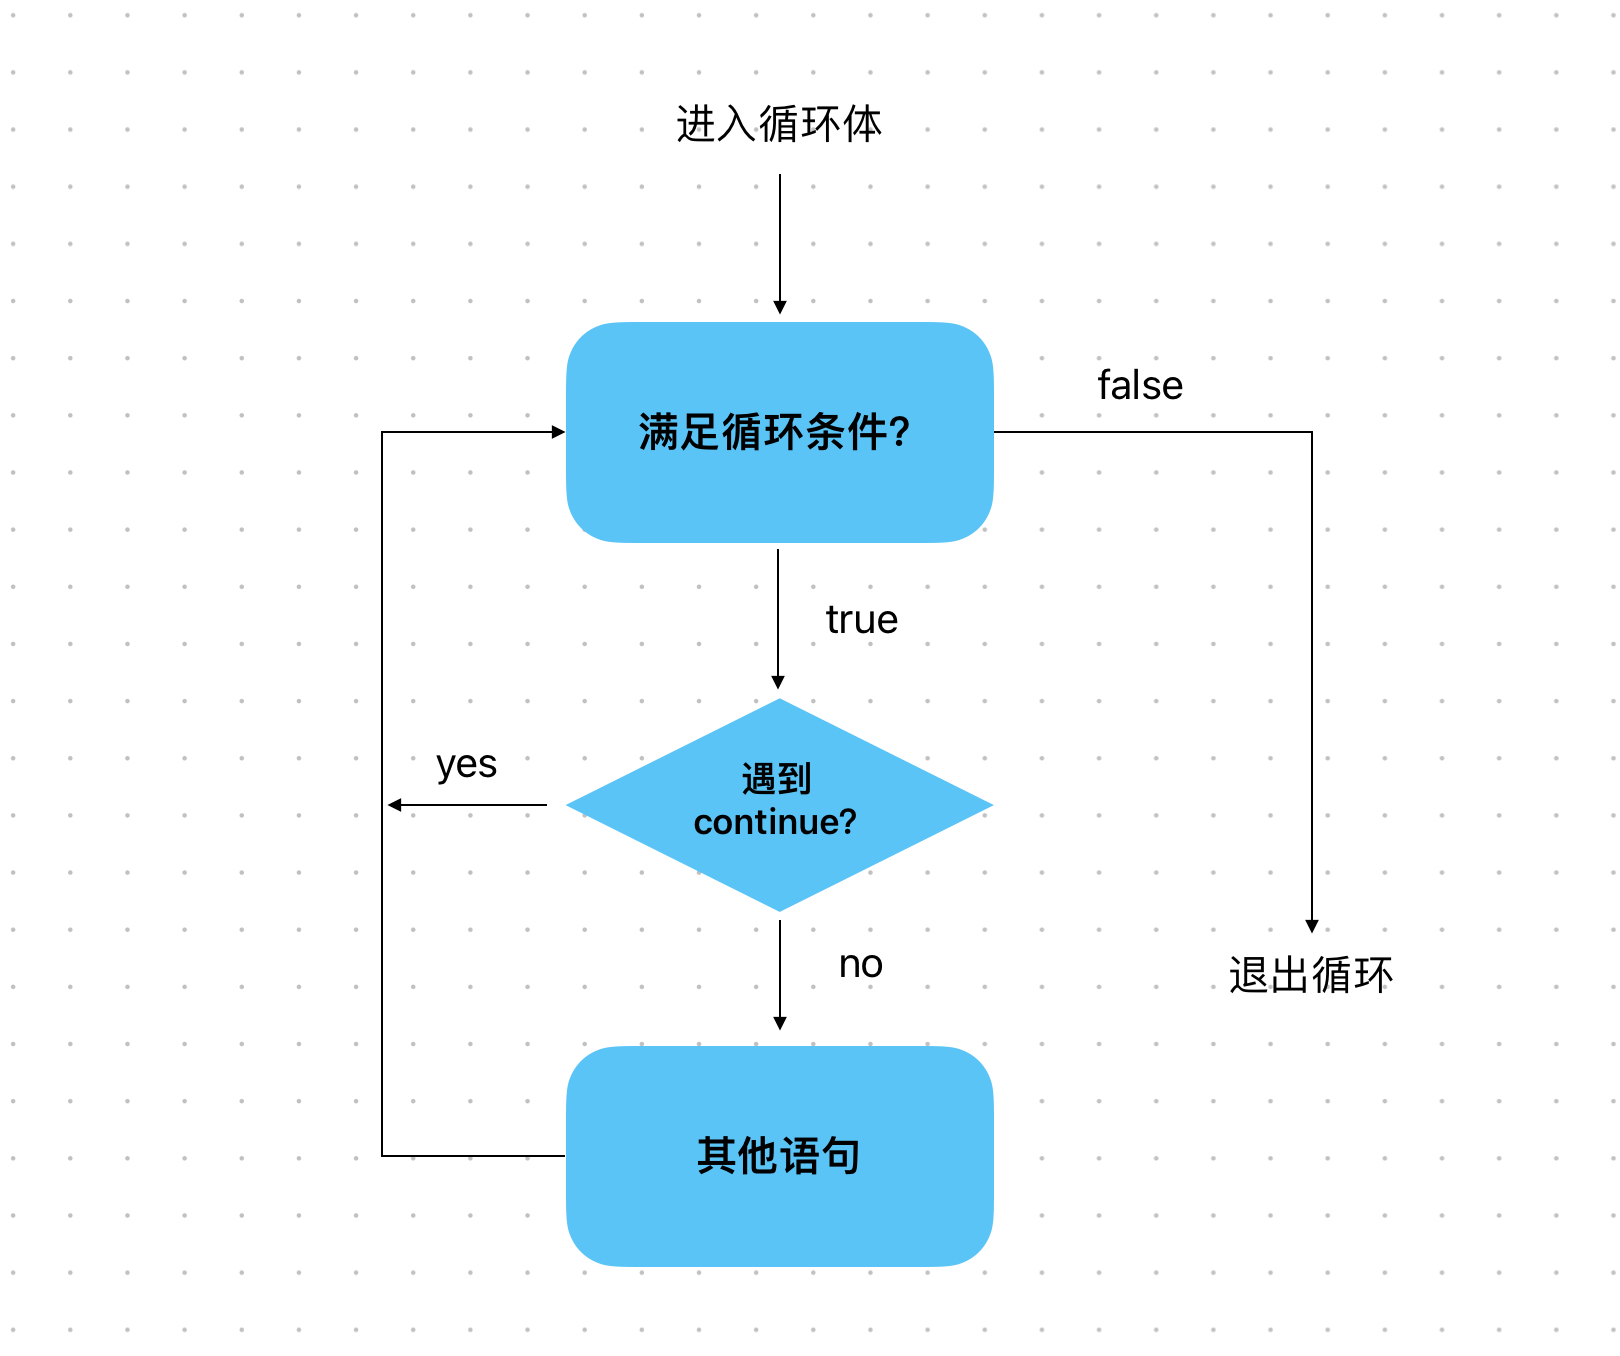 进入循环体
满足循环条件?
false
true
yes
遇到
continue?
no
退出循环
其他语句